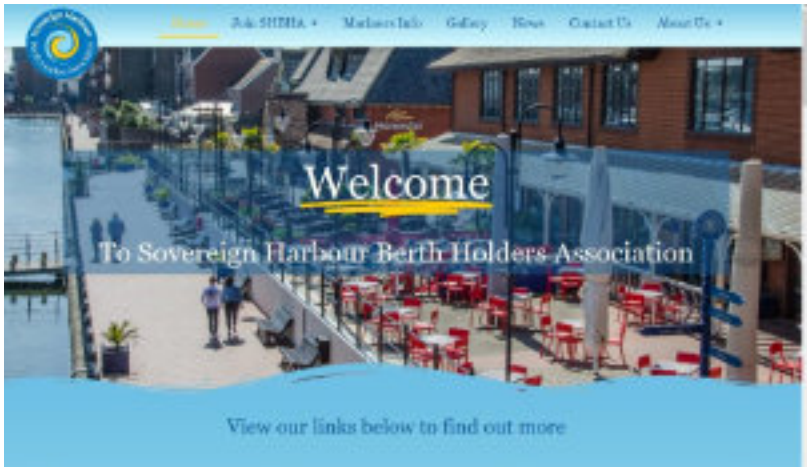 Home Join SHBHA Mariners Info Gallery News Contact Us About Us
Welcome
To Sovereign Harbour Berth Holders Association
View our links below to find out more